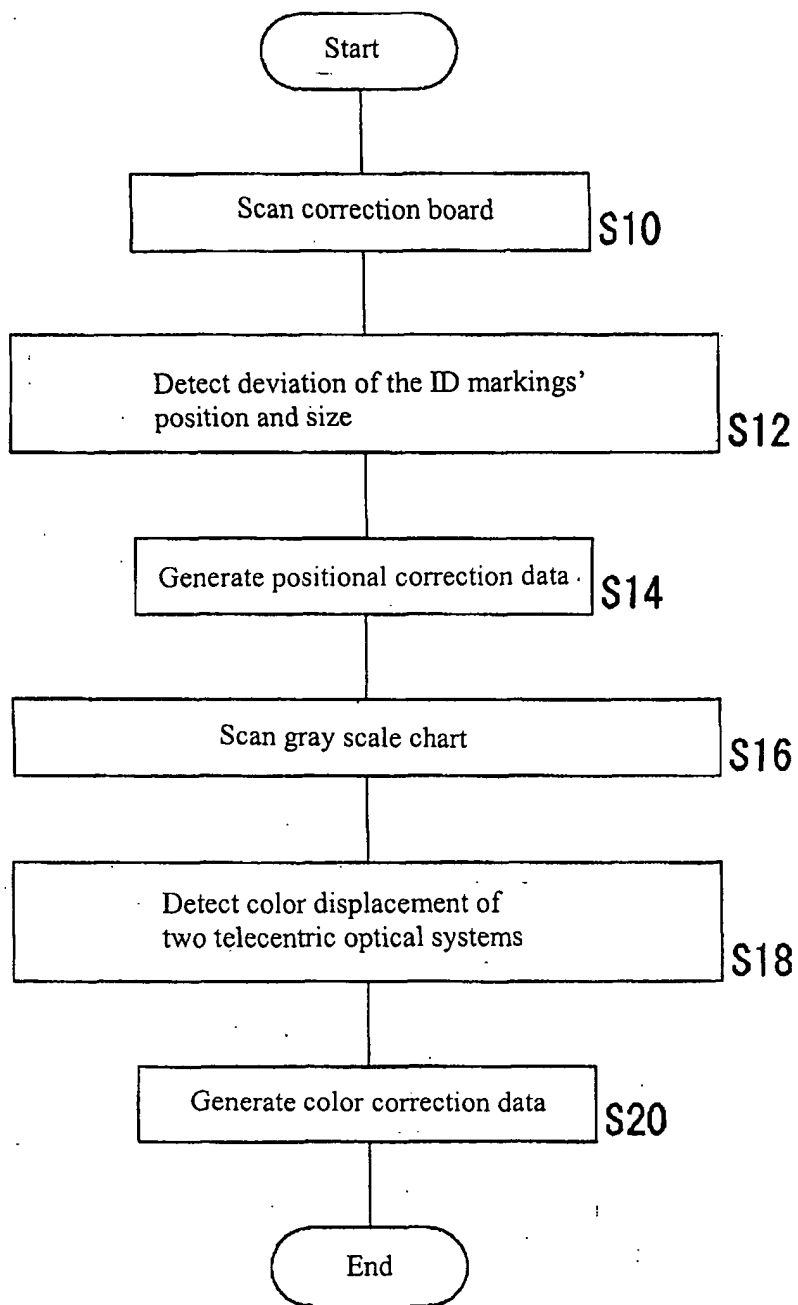 Start
Scan correction board
S10
Detect deviation of the ID markings’
position and size
S12
Generate positional correction data
S14
Scan gray scale chart
S16
Detect color displacement of
two telecentric optical systems
S18
Generate color correction data
S20
End